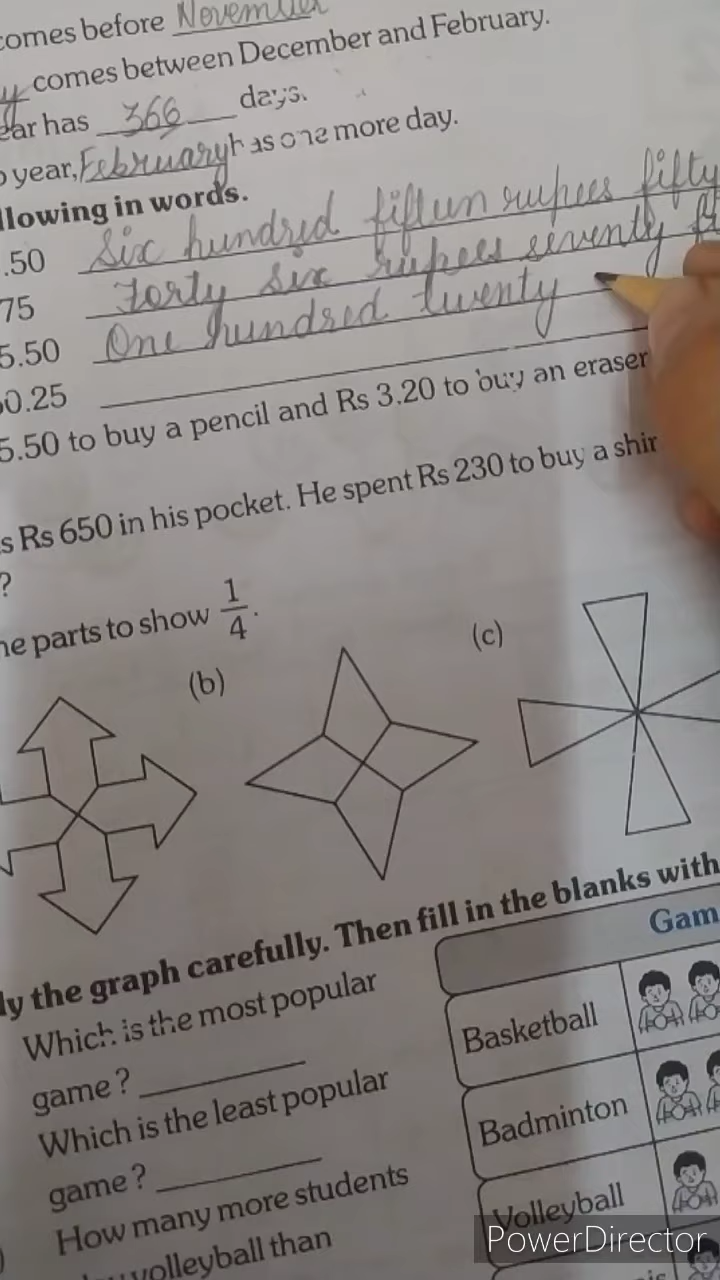 comes before November
y comes between December and February.
ear has 366 days.
year, February has one more day.
llowing in words.
.50 Six hundred fiften rupees fifty
75 Forty six rupees seventy
5.50 One hundred twenty
0.25
5.50 to buy a pencil and Rs 3.20 to buy an eraser
s Rs 650 in his pocket. He spent Rs 230 to buy a shir
?
he parts to show 1/4.
(b) (c)
ly the graph carefully. Then fill in the blanks with
Which is the most popular
game?
Which is the least popular
game?
How many more students
volleyball than
Gam
Basketball
Badminton
Volleyball
PowerDirector